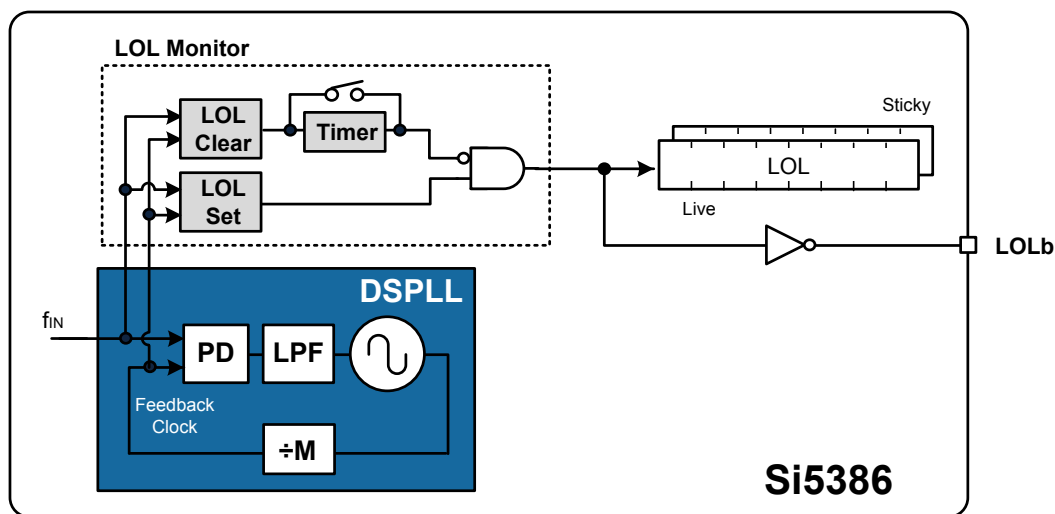 LOL Monitor
LOL
Clear
Timer
LOL
Set
Sticky
LOL
Live
LOLb
DSPLL
fIN
PD
LPF
Feedback
Clock
÷M
Si5386